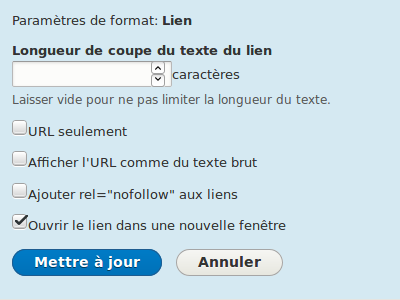 Paramètres de format: Lien
Longueur de coupe du texte du lien
caractères
Laisser vide pour ne pas limiter la longueur du texte.
URL seulement
Afficher l'URL comme du texte brut
Ajouter rel="nofollow" aux liens
Ouvrir le lien dans une nouvelle fenêtre
Mettre à jour Annuler